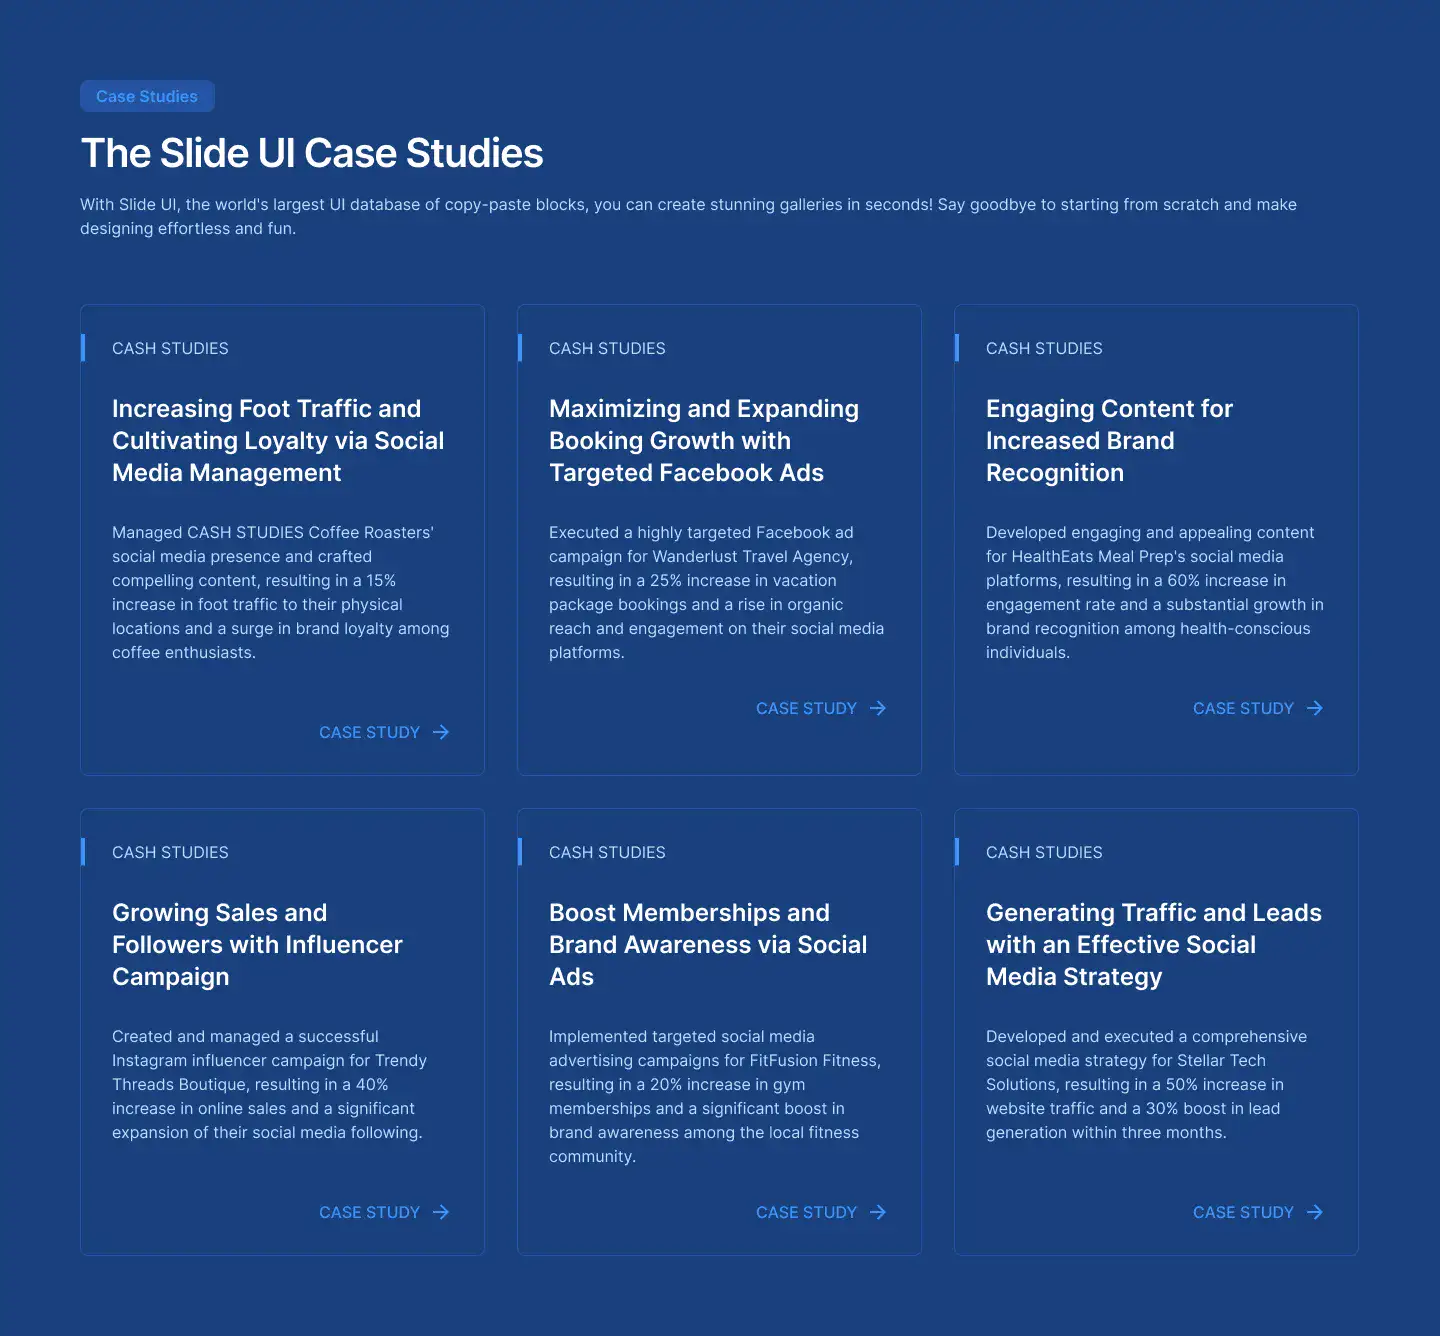 Case Studies
The Slide UI Case Studies
With Slide UI, the world's largest UI database of copy-paste blocks, you can create stunning galleries in seconds! Say goodbye to starting from scratch and make
designing effortless and fun.
CASH STUDIES
Increasing Foot Traffic and
Cultivating Loyalty via Social
Media Management
Managed CASH STUDIES Coffee Roasters'
social media presence and crafted
compelling content, resulting in a 15%
increase in foot traffic to their physical
locations and a surge in brand loyalty among
coffee enthusiasts.
CASE STUDY
CASH STUDIES
Maximizing and Expanding
Booking Growth with
Targeted Facebook Ads
Executed a highly targeted Facebook ad
campaign for Wanderlust Travel Agency,
resulting in a 25% increase in vacation
package bookings and a rise in organic
reach and engagement on their social media
platforms.
CASE STUDY
CASH STUDIES
Engaging Content for
Increased Brand
Recognition
Developed engaging and appealing content
for HealthEats Meal Prep's social media
platforms, resulting in a 60% increase in
engagement rate and a substantial growth in
brand recognition among health-conscious
individuals.
CASE STUDY
CASH STUDIES
Growing Sales and
Followers with Influencer
Campaign
Created and managed a successful
Instagram influencer campaign for Trendy
Threads Boutique, resulting in a 40%
increase in online sales and a significant
expansion of their social media following.
CASE STUDY
CASH STUDIES
Boost Memberships and
Brand Awareness via Social
Ads
Implemented targeted social media
advertising campaigns for FitFusion Fitness,
resulting in a 20% increase in gym
memberships and a significant boost in
brand awareness among the local fitness
community.
CASE STUDY
CASH STUDIES
Generating Traffic and Leads
with an Effective Social
Media Strategy
Developed and executed a comprehensive
social media strategy for Stellar Tech
Solutions, resulting in a 50% increase in
website traffic and a 30% boost in lead
generation within three months.
CASE STUDY